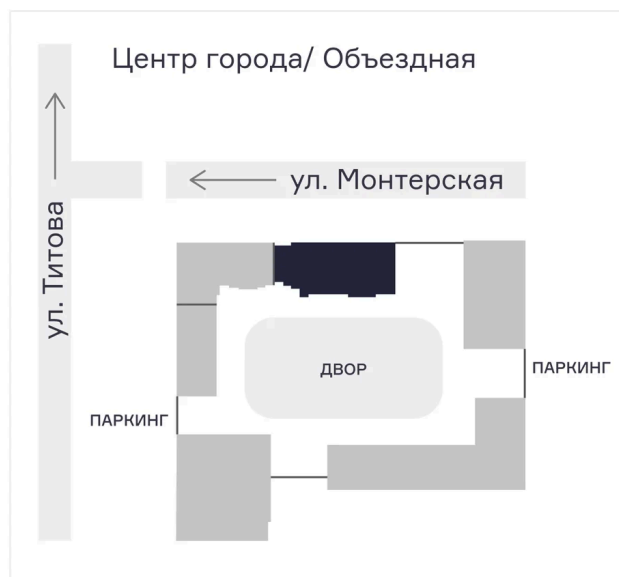 Центр города/ Объездная
ул. Монтерская
ул. Титова
ДВОР
ПАРКИНГ
ПАРКИНГ